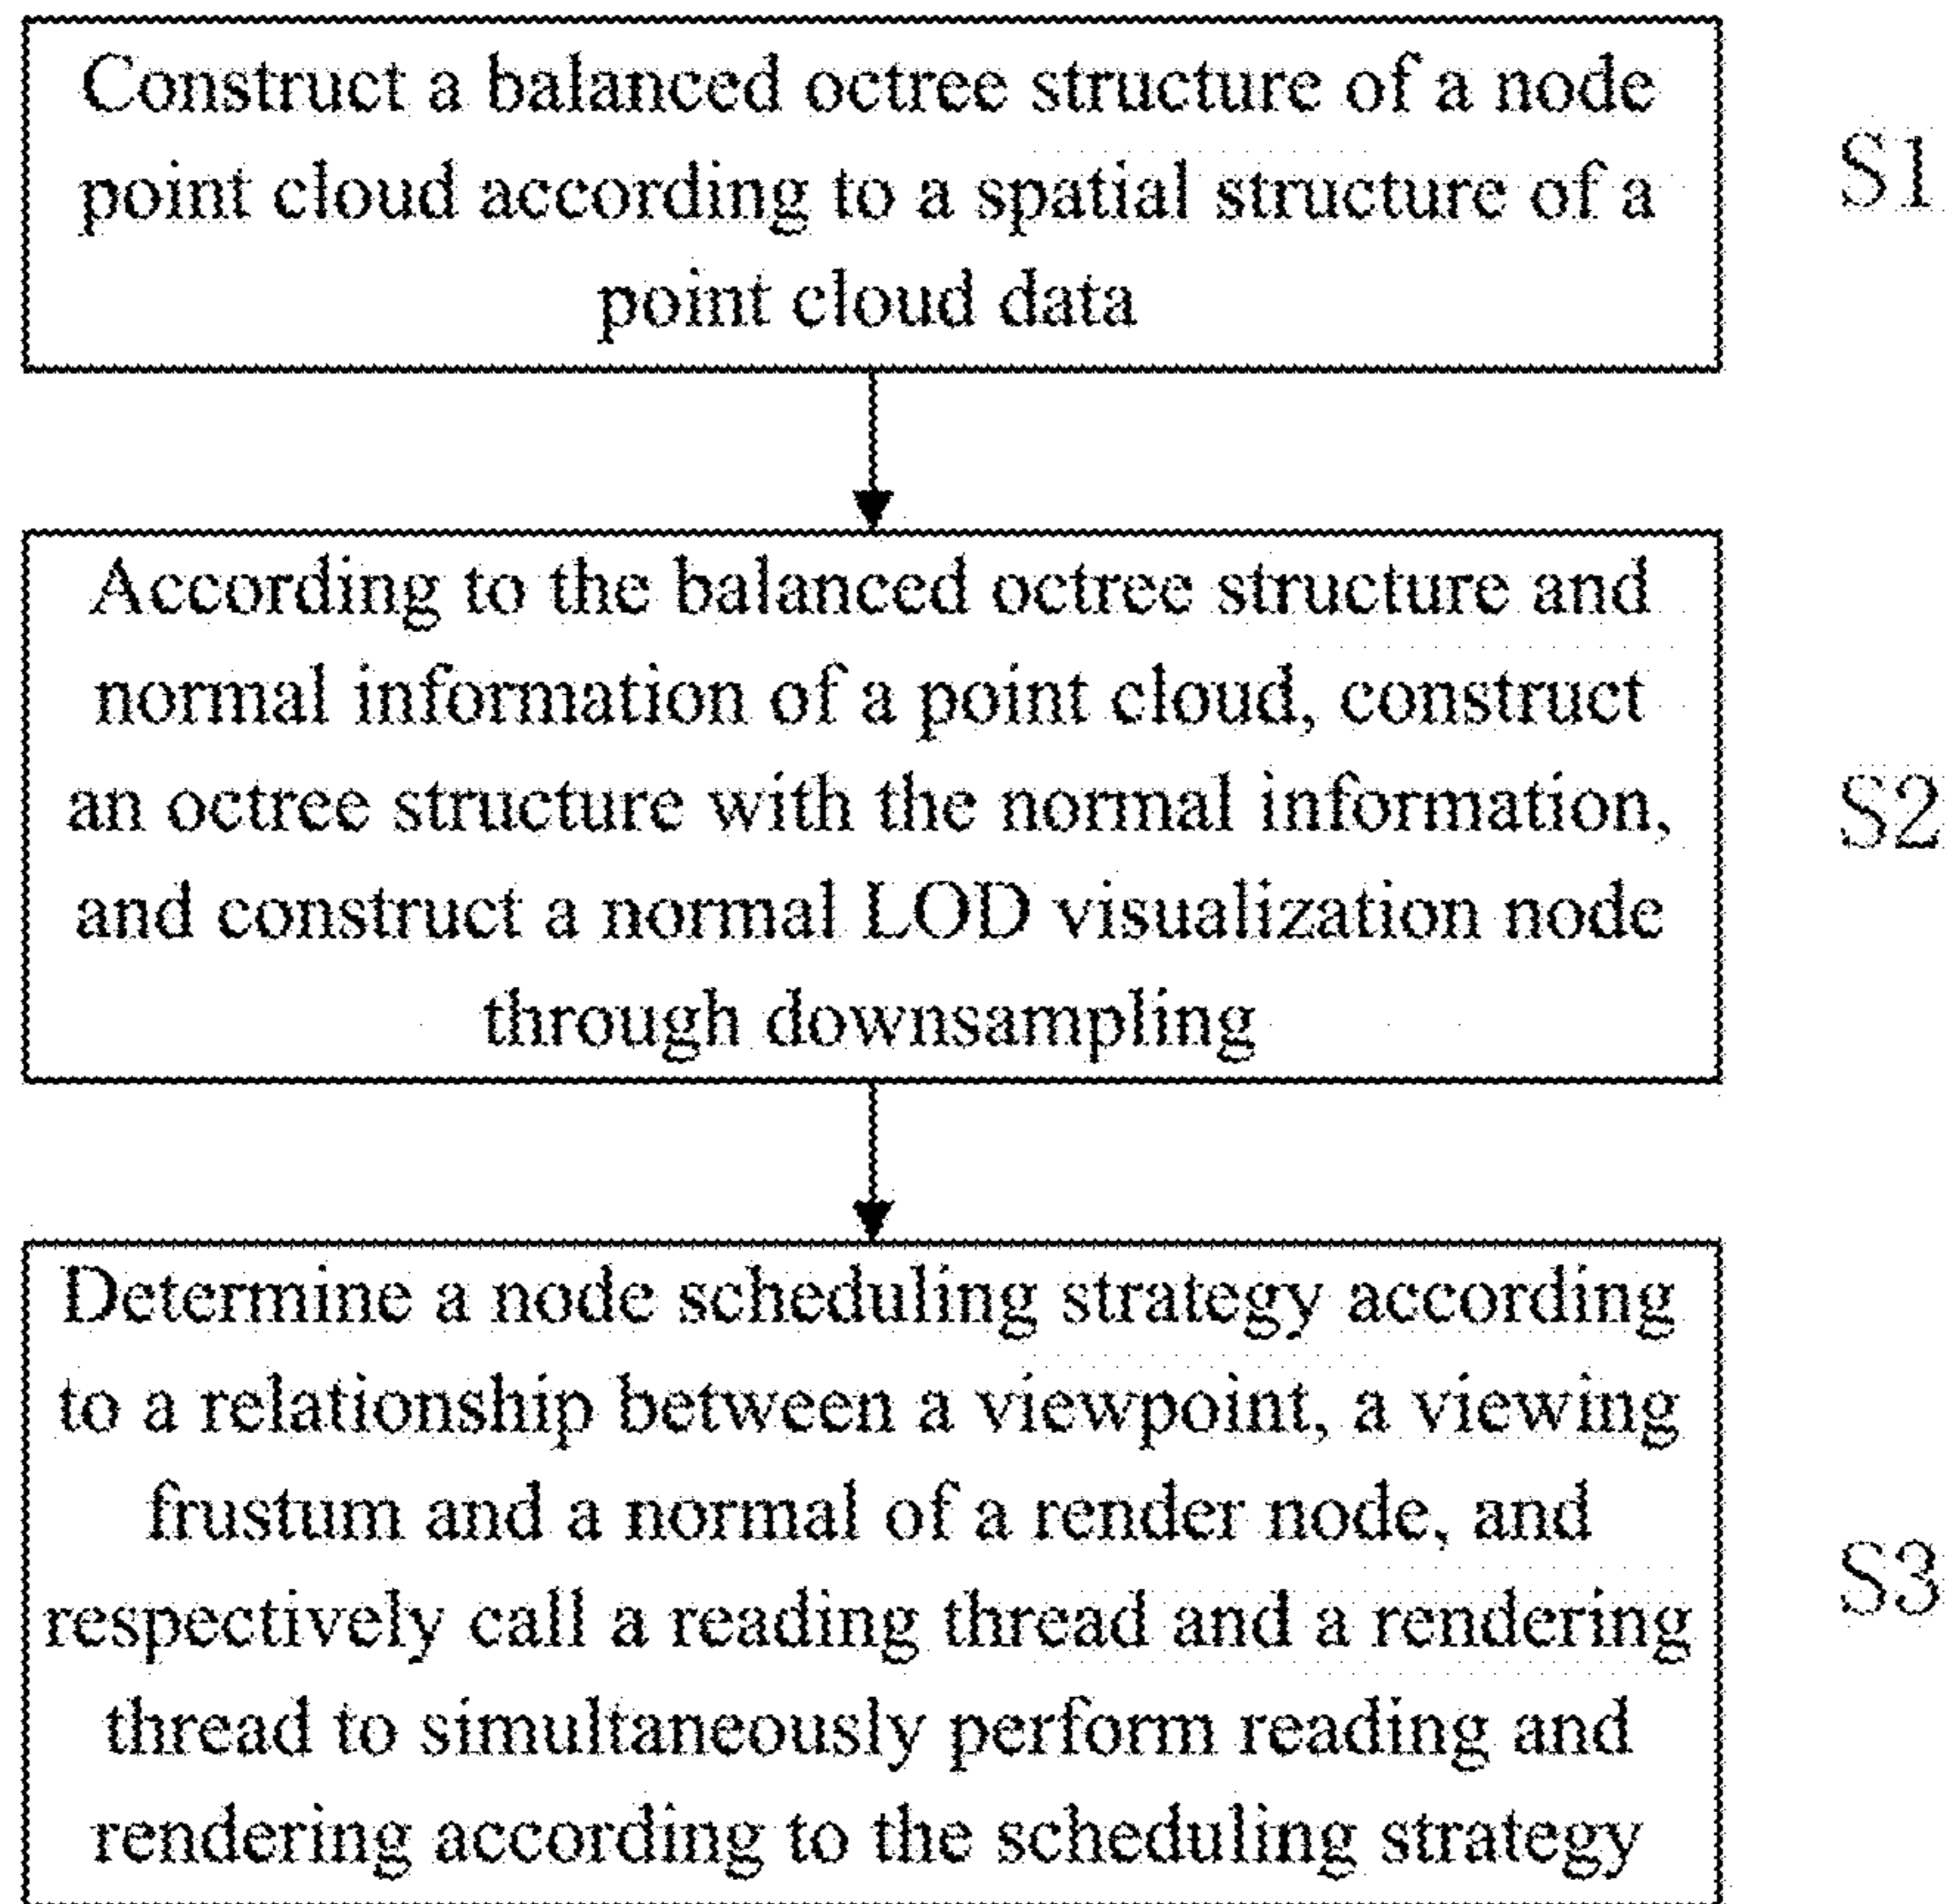 Construct a balanced octree structure of a node
point cloud according to a spatial structure of a
point cloud data
S1
According to the balanced octree structure and
normal information of a point cloud, construct
an octree structure with the normal information,
and construct a normal LOD visualization node
through downsampling
S2
Determine a node scheduling strategy according
to a relationship between a viewpoint, a viewing
frustum and a normal of a render node, and
respectively call a reading thread and a rendering
thread to simultaneously perform reading and
rendering according to the scheduling strategy
S3